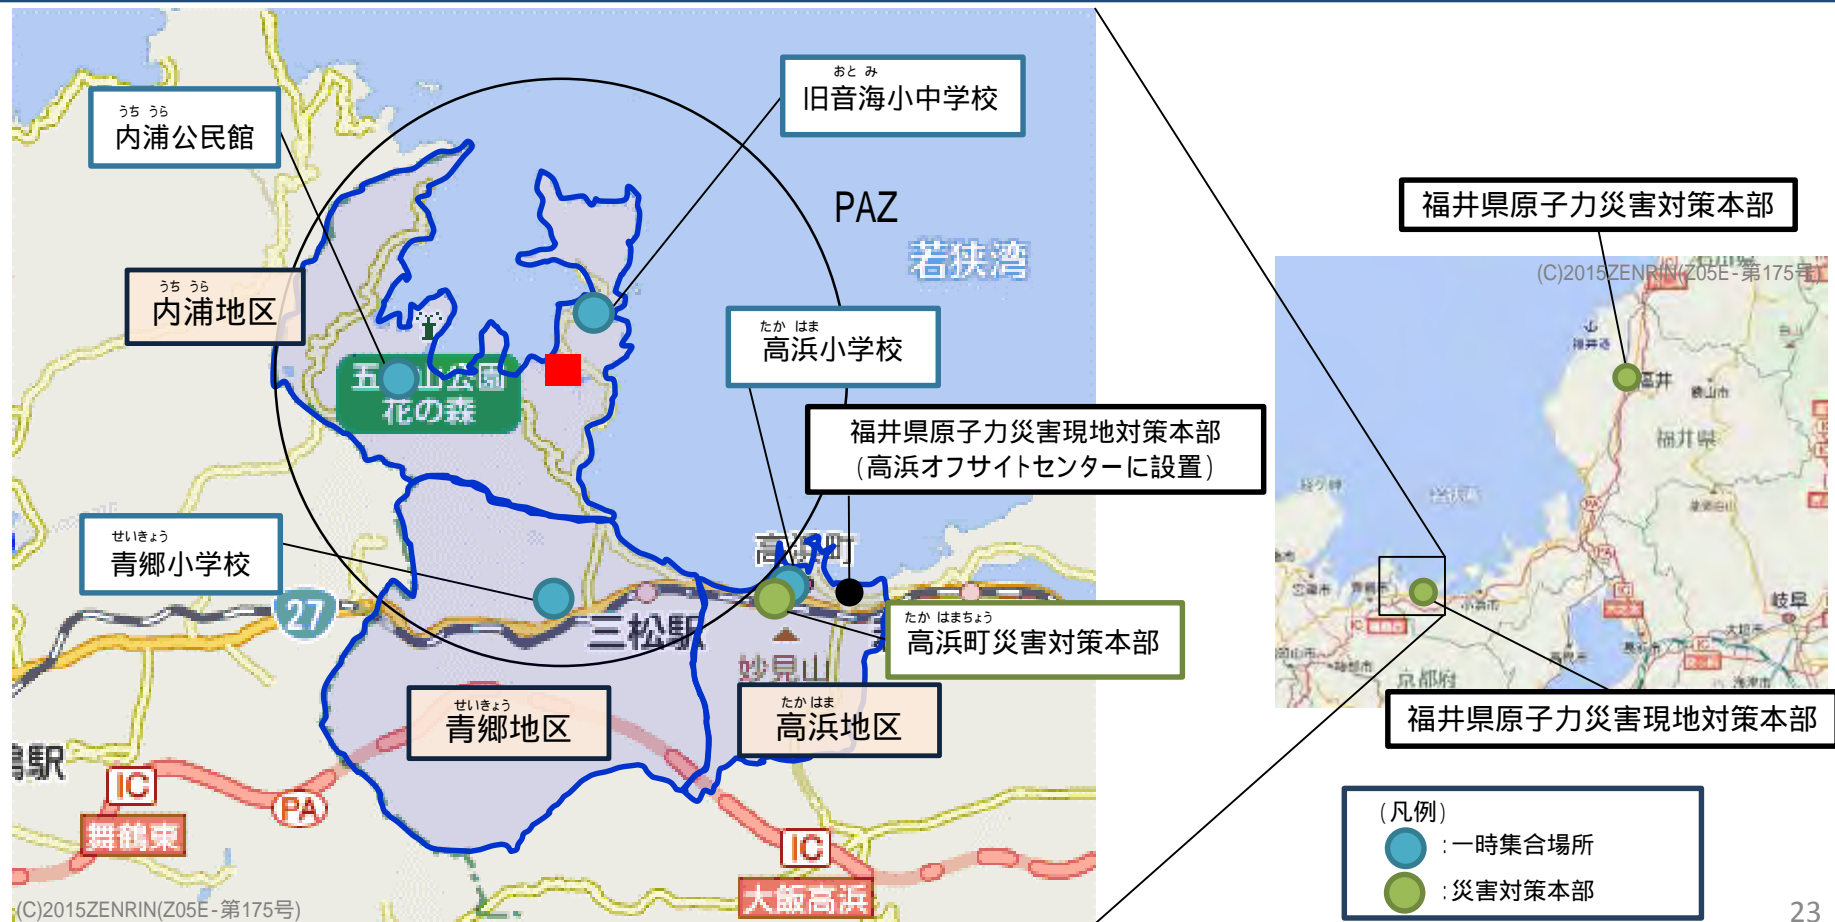 おと み
旧音海小中学校
うち うら
内浦公民館
PAZ
若狭湾
うち うら
内浦地区
たか はま
高浜小学校
花の森
福井県原子力災害現地対策本部
(高浜オフサイトセンターに設置)
せいきょう
青郷小学校
27
三松駅
妙見山
たか はまちょう
高浜町災害対策本部
せいきょう
青郷地区
たか はま
高浜地区
IC
PA
舞鶴東
IC
大飯高浜
(C)2015ZENRIN(Z05E-第175号)
福井県原子力災害対策本部
(C)2015ZENRIN(Z05E-第175号)
福井
福井県
岐阜
京都府
福井県原子力災害現地対策本部
(凡例)
:一時集合場所
:災害対策本部
23